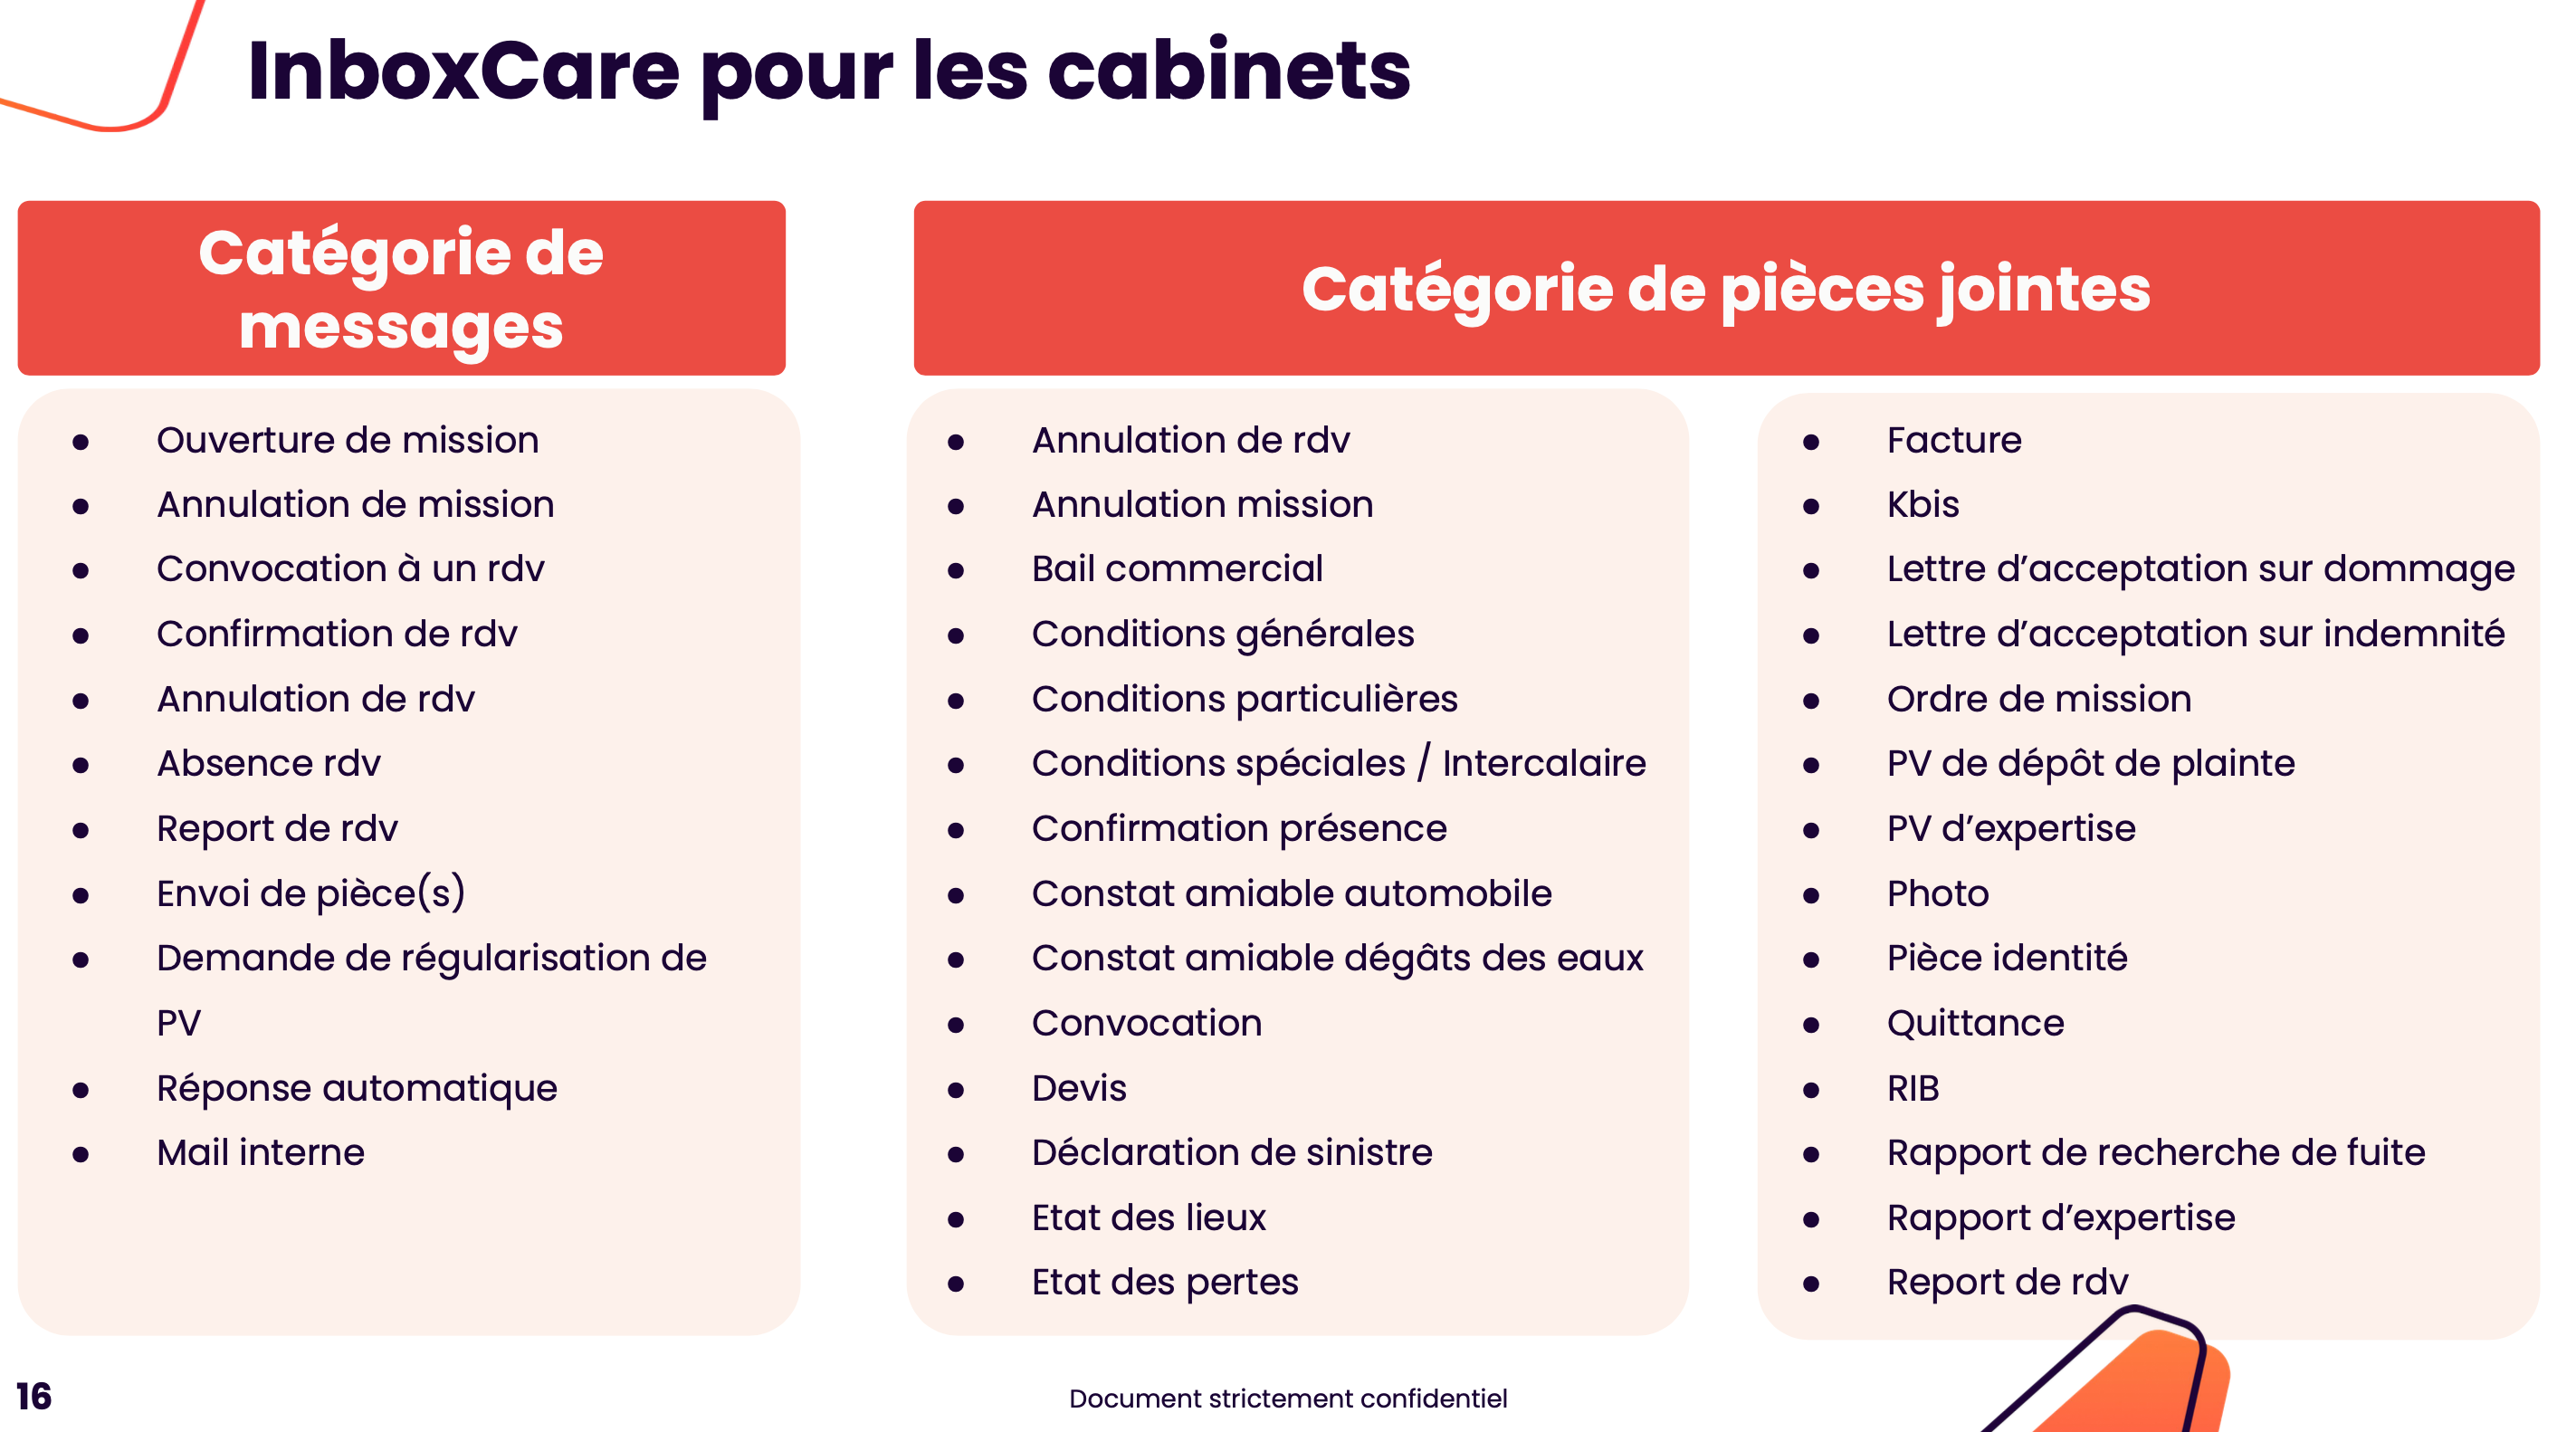 InboxCare pour les cabinets
Catégorie de
messages
Ouverture de mission
Annulation de mission
Convocation à un rdv
Confirmation de rdv
Annulation de rdv
Absence rdv
Report de rdv
Envoi de pièce(s)
Demande de régularisation de
PV
Réponse automatique
Mail interne
Catégorie de pièces jointes
Annulation de rdv
Annulation mission
Bail commercial
Conditions générales
Conditions particulières
Conditions spéciales / Intercalaire
Confirmation présence
Constat amiable automobile
Constat amiable dégâts des eaux
Convocation
Devis
Déclaration de sinistre
Etat des lieux
Etat des pertes
Facture
Kbis
Lettre d’acceptation sur dommage
Lettre d’acceptation sur indemnité
Ordre de mission
PV de dépôt de plainte
PV d’expertise
Photo
Pièce identité
Quittance
RIB
Rapport de recherche de fuite
Rapport d’expertise
Report de rdv
16
Document strictement confidentiel